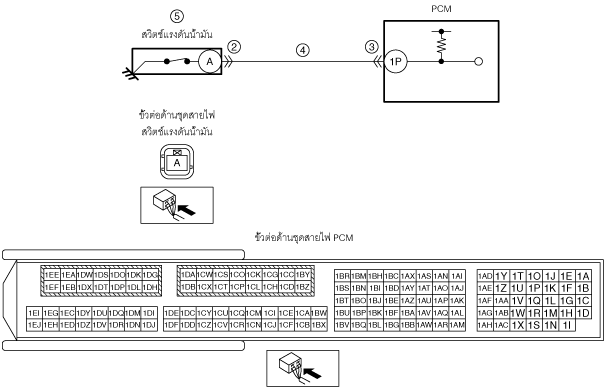 PCM
⑤
สวิตช์แรงดันน้ำมัน
② ④ ③
A 1P
ขั้วต่อด้านชุดสายไฟ
สวิตช์แรงดันน้ำมัน
A
ขั้วต่อด้านชุดสายไฟ PCM
1EE 1EA 1DW 1DS 1DO 1DK 1DG 1DA 1CW 1CS 1CO 1CK 1CG 1CC 1BY 1BR 1BM 1BH 1BC 1AX 1AS 1AN 1AI 1AD 1Y 1T 1O 1J 1E 1A
1EF 1EB 1DX 1DT 1DP 1DL 1DH 1DB 1CX 1CT 1CP 1CL 1CH 1CD 1BZ 1BS 1BN 1BI 1BD 1AY 1AT 1AO 1AJ 1AE 1Z 1U 1P 1K 1F 1B
1BT 1BO 1BJ 1BE 1AZ 1AU 1AP 1AK 1AF 1AA 1V 1Q 1L 1G 1C
1EI 1EG 1EC 1DY 1DU 1DQ 1DM 1DI 1DE 1DC 1CY 1CU 1CQ 1CM 1CI 1CE 1CA 1BW 1BU 1BP 1BK 1BF 1BA 1AV 1AQ 1AL 1AG 1AB 1W 1R 1M 1H 1D
1EJ 1EH 1ED 1DZ 1DV 1DR 1DN 1DJ 1DF 1DD 1CZ 1CV 1CR 1CN 1CJ 1CF 1CB 1BX 1BV 1BQ 1BL 1BG 1BB 1AW 1AR 1AM 1AH 1AC 1X 1S 1N 1I